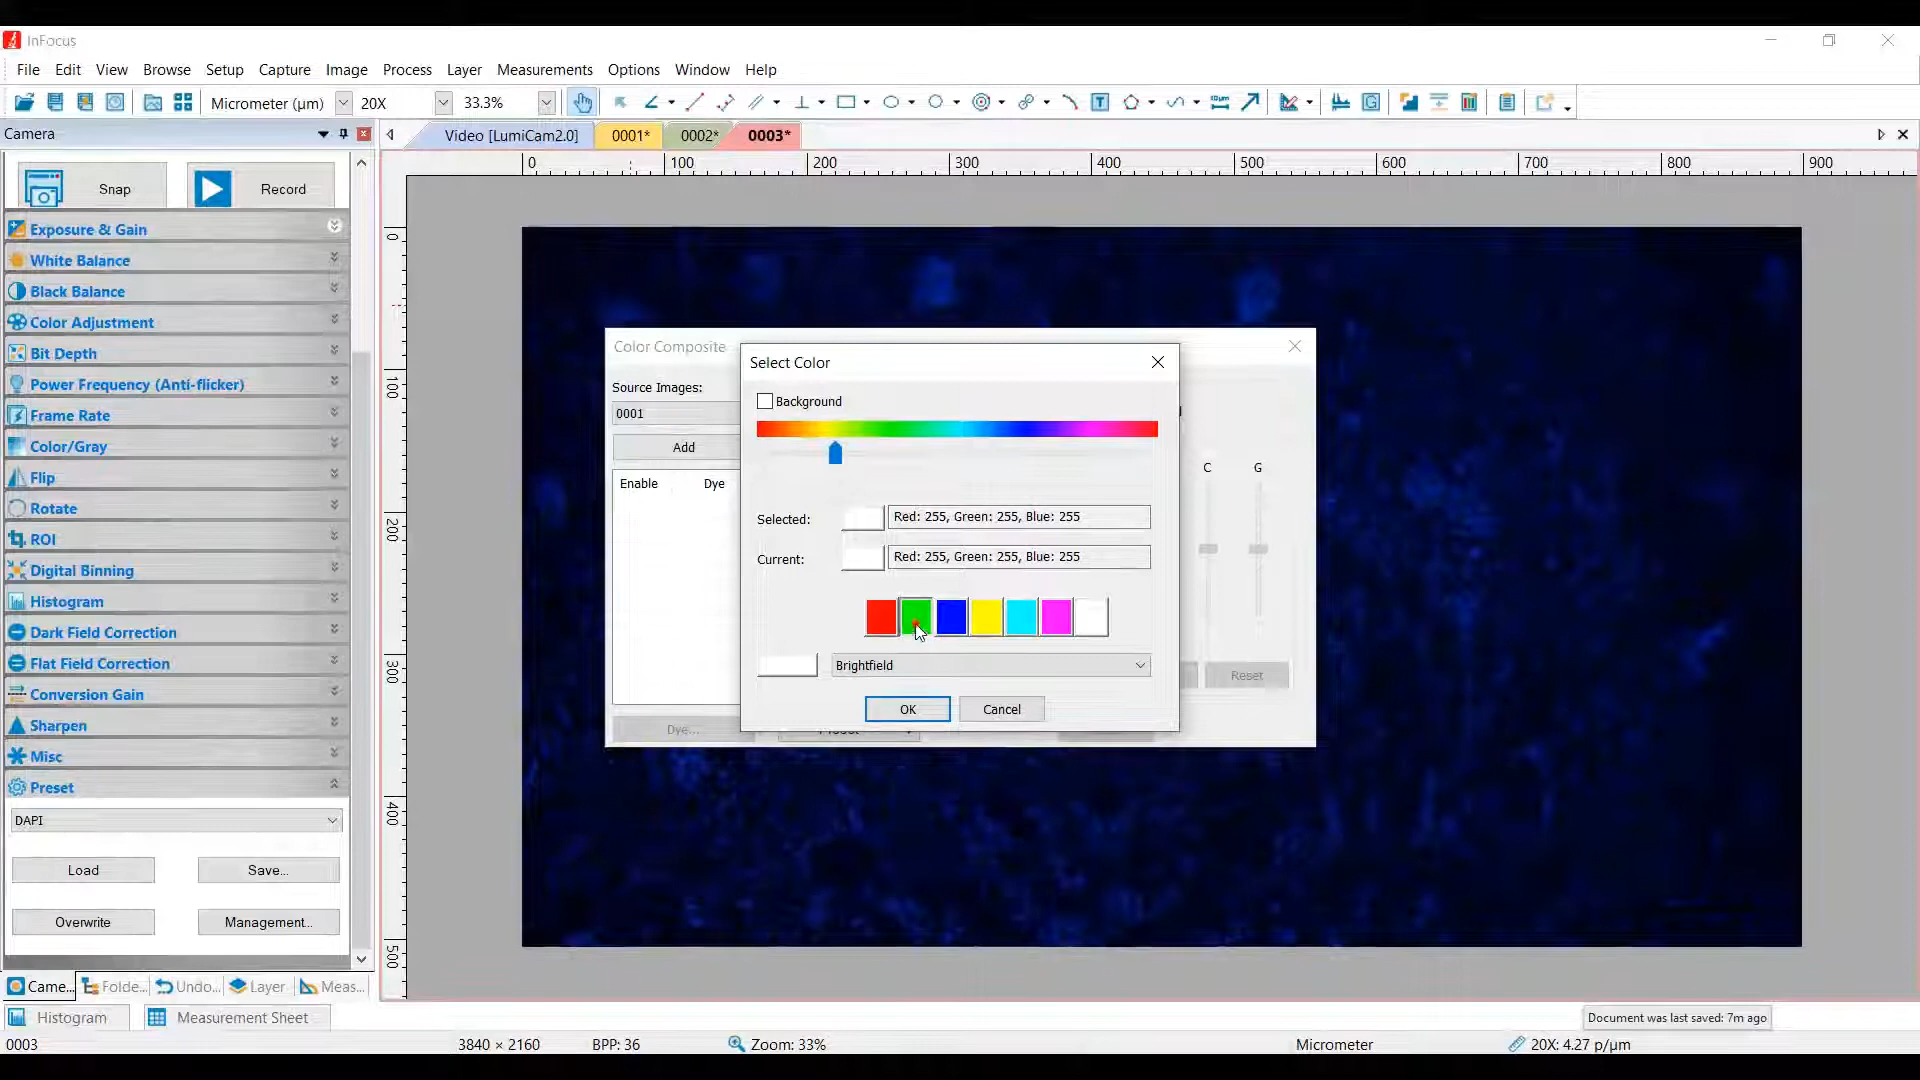 InFocus
File Edit View Browse Setup Capture Image Process Layer Measurements Options Window Help
Micrometer (µm) 20X 33.3%
Camera
Video [LumiCam2.0] 0001* 0002* 0003*
0 100 200 300 400 500 600 700 800 900
Snap Record
Exposure & Gain
White Balance
Black Balance
Color Adjustment
Bit Depth
Power Frequency (Anti-flicker)
Frame Rate
Color/Gray
Flip
Rotate
ROI
Digital Binning
Histogram
Dark Field Correction
Flat Field Correction
Conversion Gain
Sharpen
Misc
Preset
DAPI
Load Save...
Overwrite Management...
Came... Folde... Undo... Layer Meas...
0
100
200
300
400
500
Color Composite
Source Images:
0001
Add
Enable Dye
Dye...
C G
Reset
Select Color
Background
Selected: Red: 255, Green: 255, Blue: 255
Current: Red: 255, Green: 255, Blue: 255
Brightfield
OK Cancel
Histogram Measurement Sheet
Document was last saved: 7m ago
0003 3840 × 2160 BPP: 36 Zoom: 33% Micrometer 20X: 4.27 p/µm